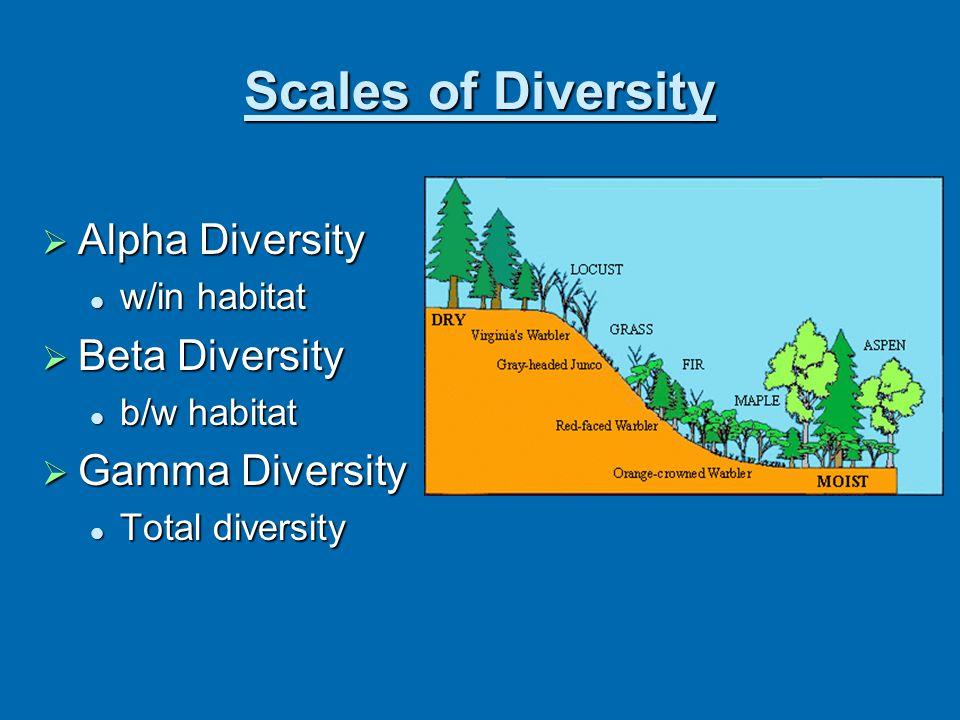 Scales of Diversity
Alpha Diversity
w/in habitat
Beta Diversity
b/w habitat
Gamma Diversity
Total diversity
LOCUST
DRY
Virginia's Warbler
GRASS
Gray-headed Junco
FIR
ASPEN
MAPLE
Red-faced Warbler
Orange-crowned Warbler
MOIST